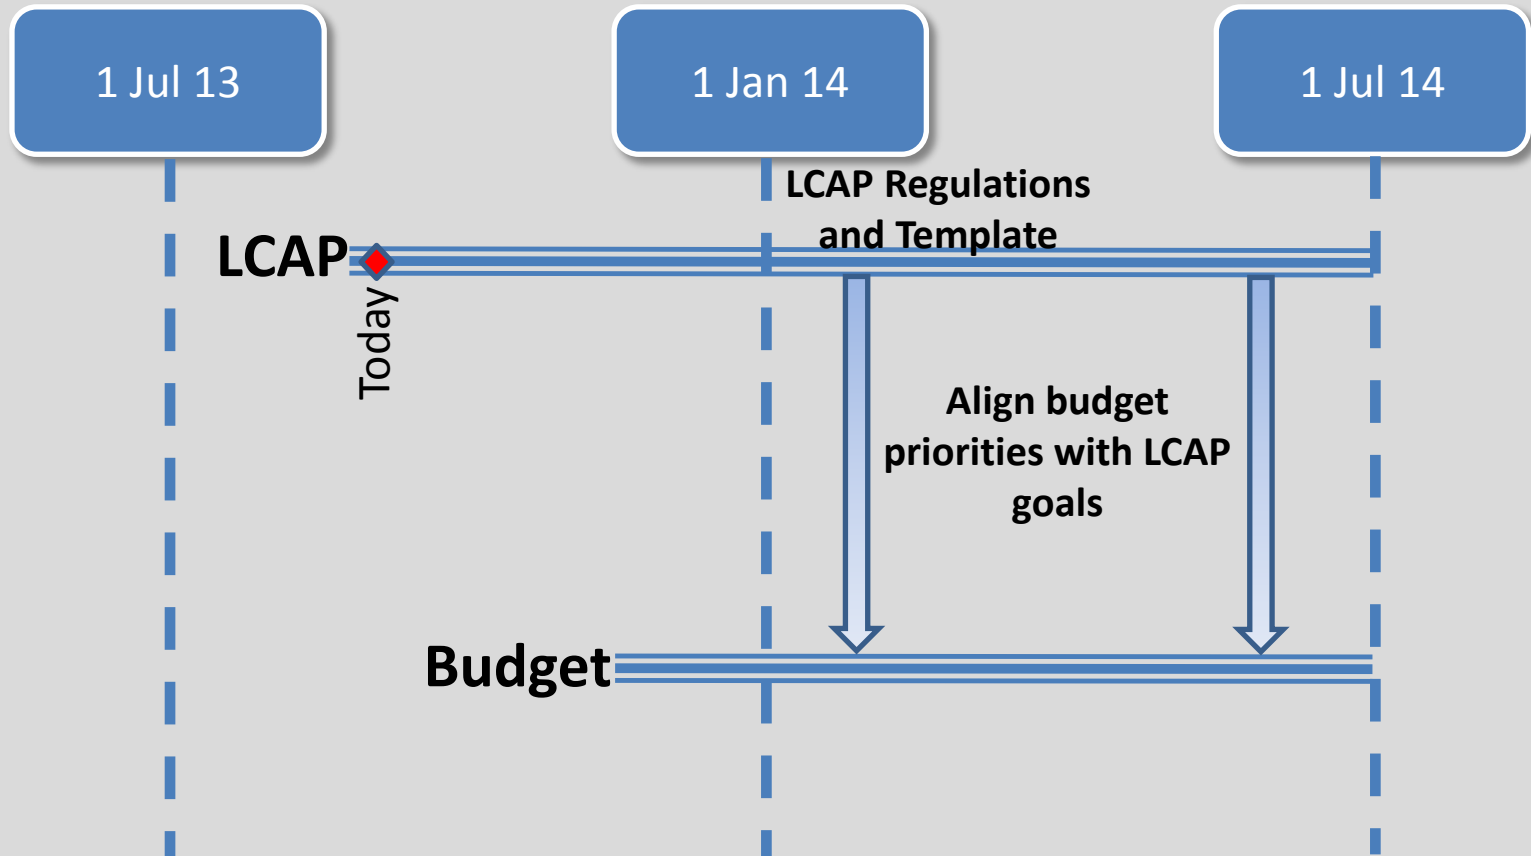 1 Jul 13
1 Jan 14
1 Jul 14
LCAP Regulations
and Template
LCAP
Today
Align budget
priorities with LCAP
goals
Budget